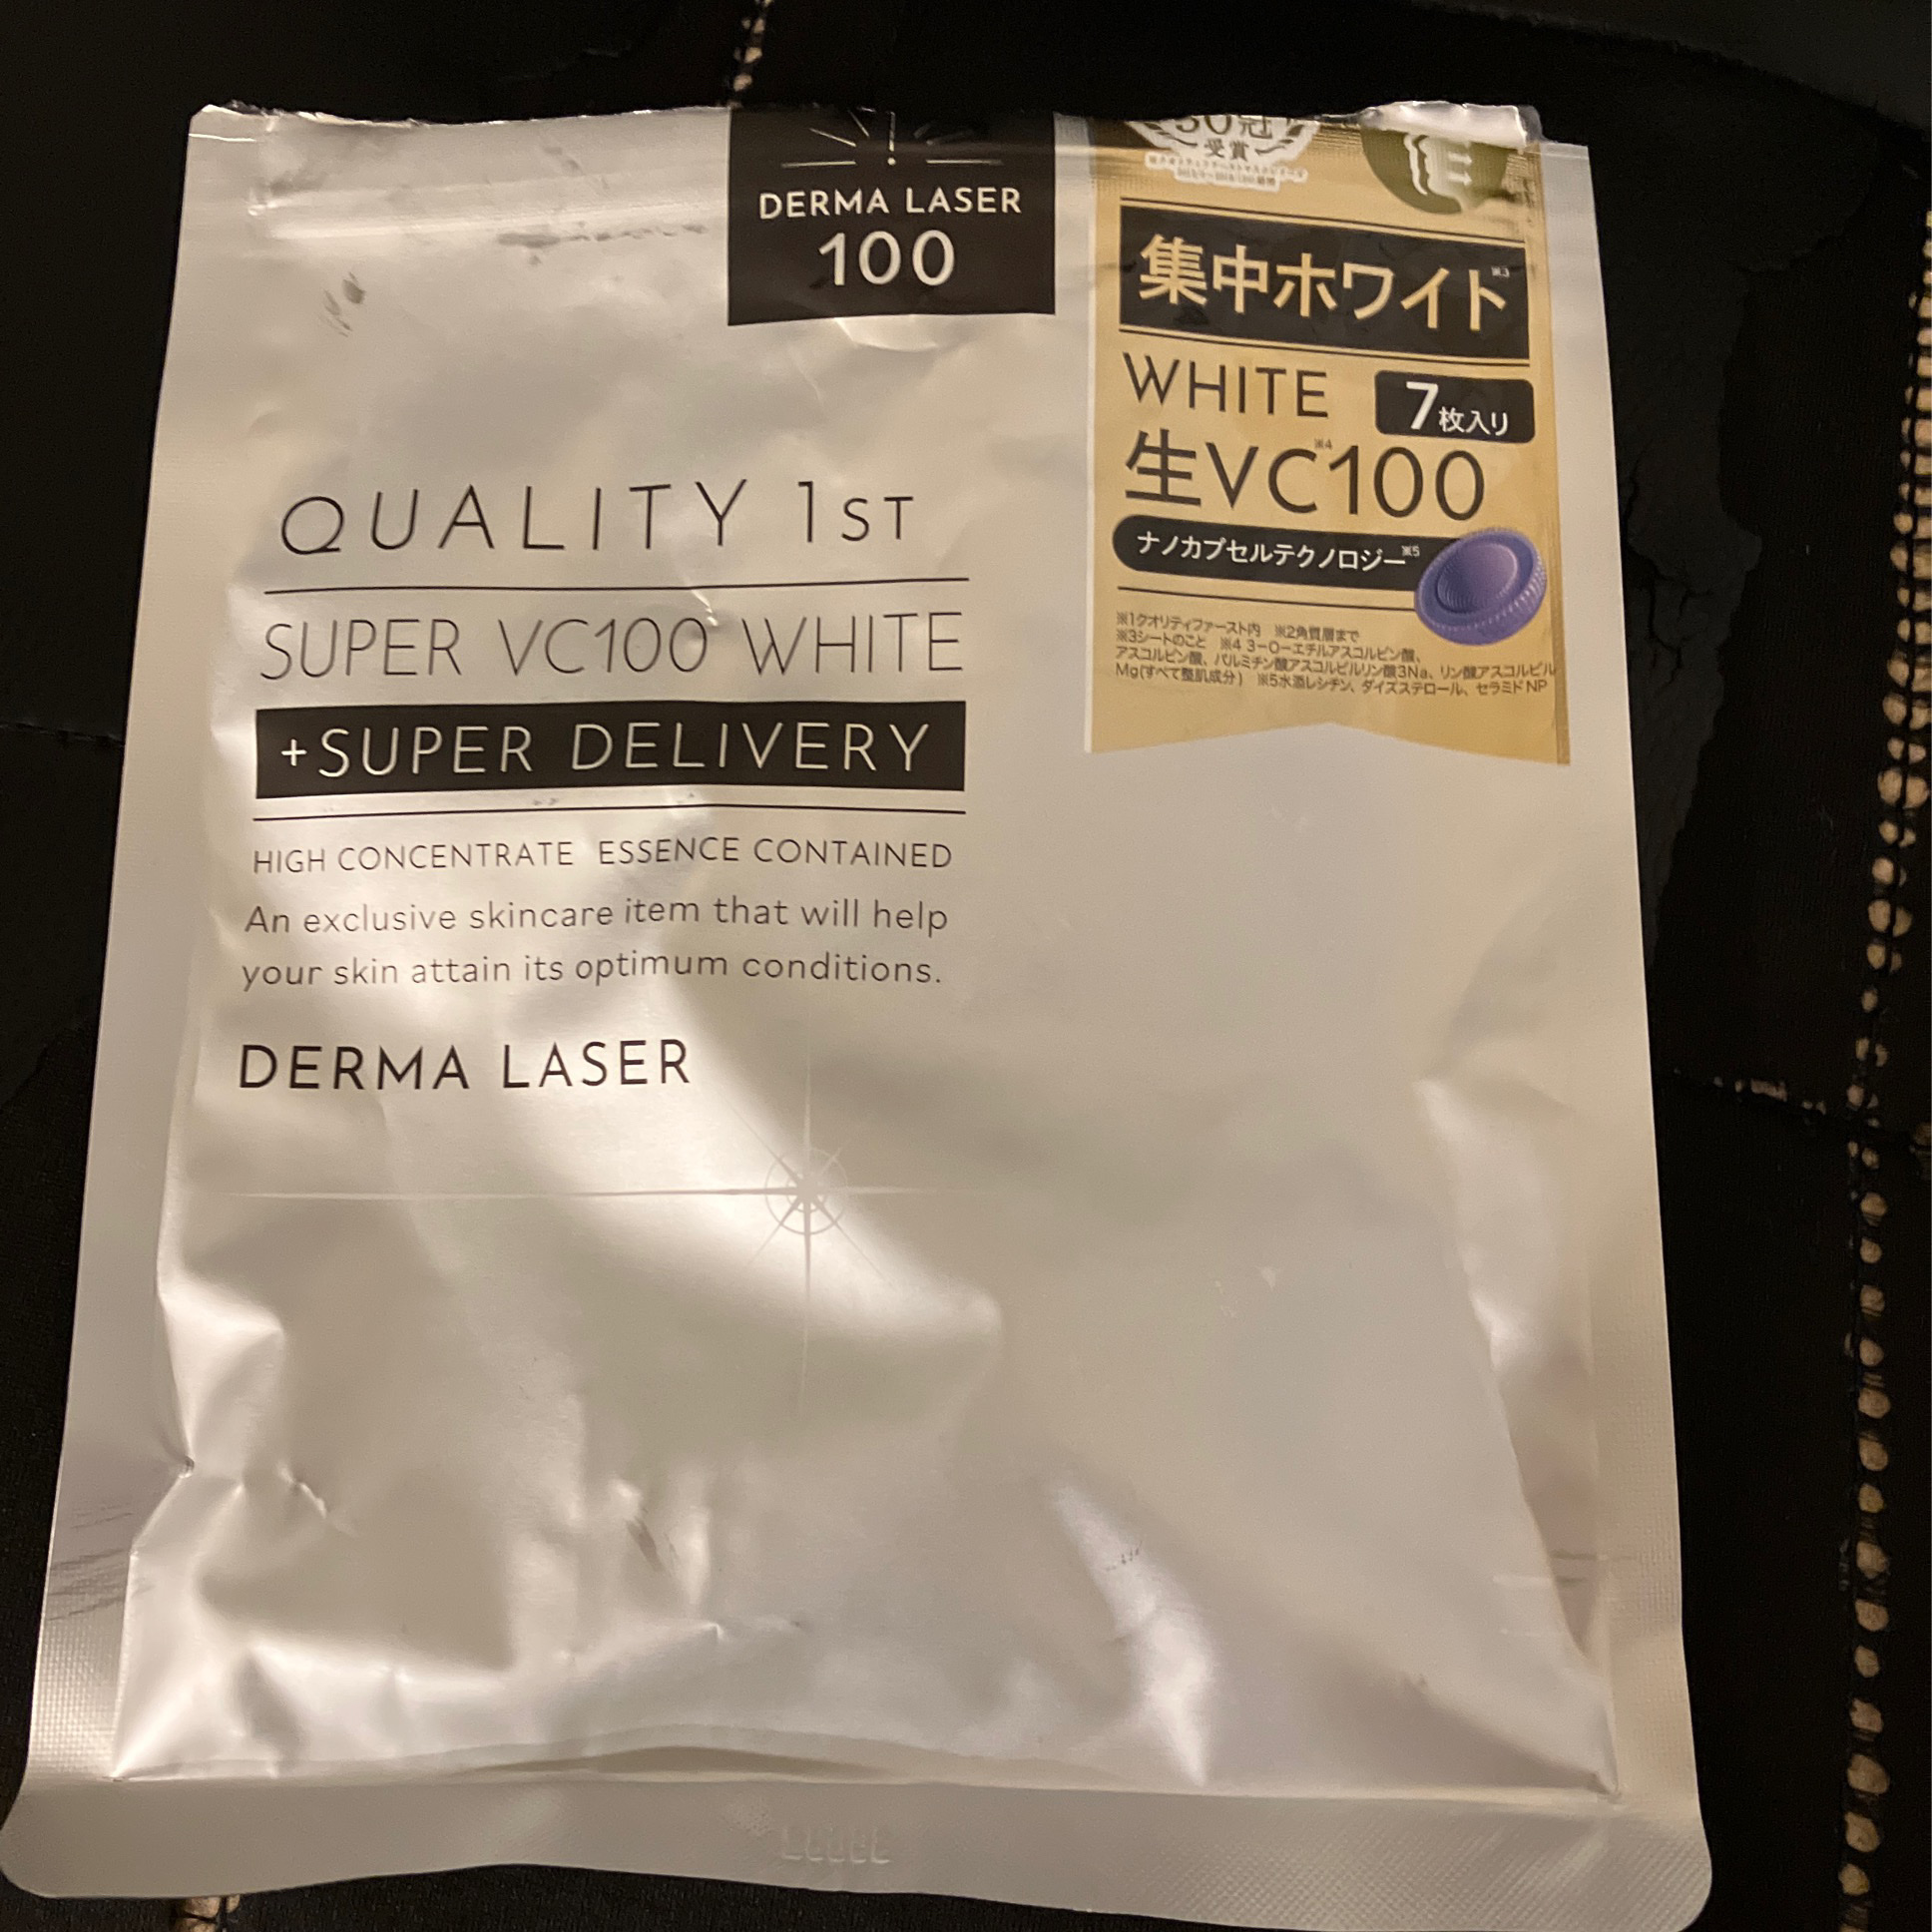 DERMA LASER
100
QUALITY 1ST
SUPER VC100 WHITE
+SUPER DELIVERY
HIGH CONCENTRATE ESSENCE CONTAINED
An exclusive skincare item that will help
your skin attain its optimum conditions.
DERMA LASER
30冠
受賞
集中ホワイト※3
WHITE
7枚入り
生VC※4100
ナノカプセルテクノロジー※5
※1クオリティファースト内 ※2角質層まで
※3シートのこと ※4 3-O-エチルアスコルビン酸、
アスコルビン酸、パルミチン酸アスコルビルリン酸3Na、リン酸アスコルビル
Mg(すべて整肌成分) ※5水添レシチン、ダイズステロール、セラミドNP